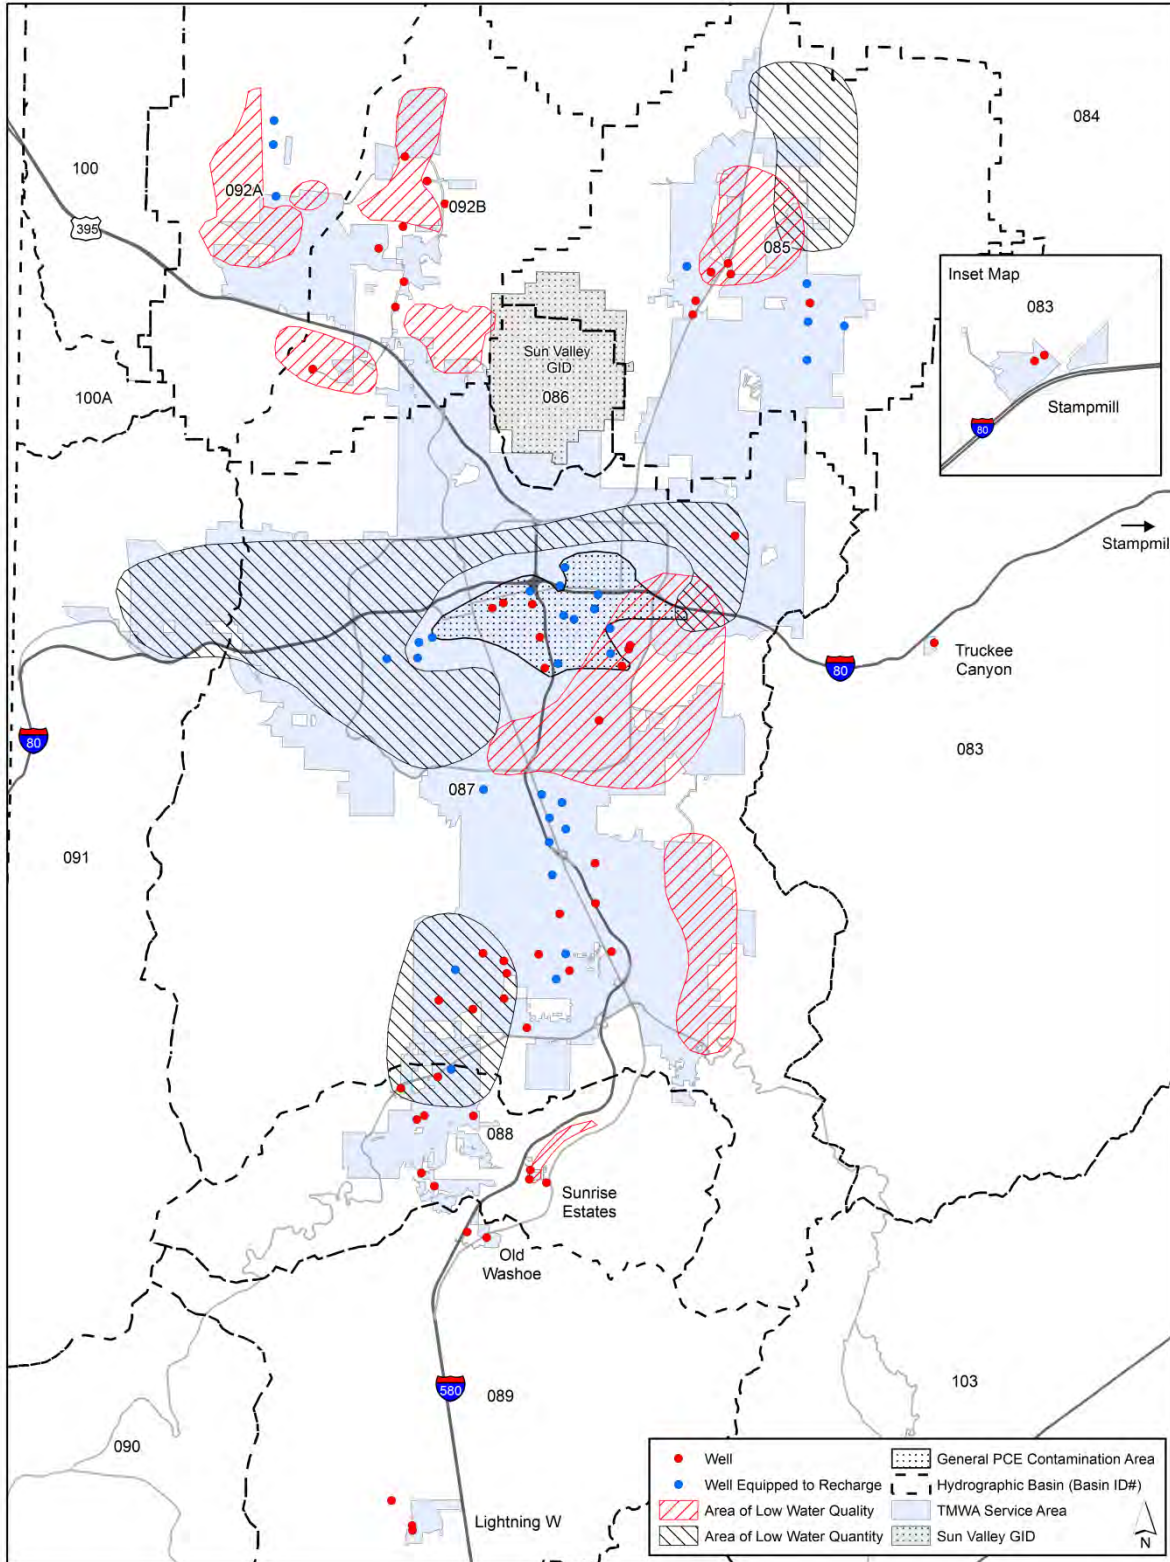 084
100
092A
395
092B
085
Inset Map
083
Stampmill
80
Sun Valley
GID
086
100A
Stampmill
Truckee
Canyon
80
80
083
087
091
088
Sunrise
Estates
Old
Washoe
580
089
103
090
Lightning W
Well
Well Equipped to Recharge
Area of Low Water Quality
Area of Low Water Quantity
General PCE Contamination Area
Hydrographic Basin (Basin ID#)
TMWA Service Area
Sun Valley GID
N